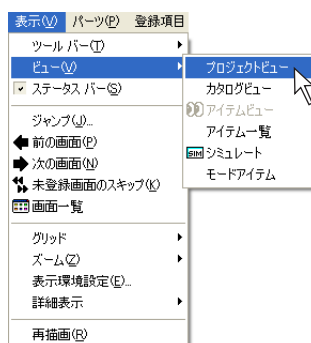 表示(V) パーツ(P) 登録項目
ツール バー(T)
ビュー(V)
ステータス バー(S)
ジャンプ(J)...
前の画面(P)
次の画面(N)
未登録画面のスキップ(K)
画面一覧
グリッド
ズーム(Z)
表示環境設定(E)...
詳細表示
再描画(R)
プロジェクトビュー
カタログビュー
アイテムビュー
アイテム一覧
SIM シミュレート
モードアイテム